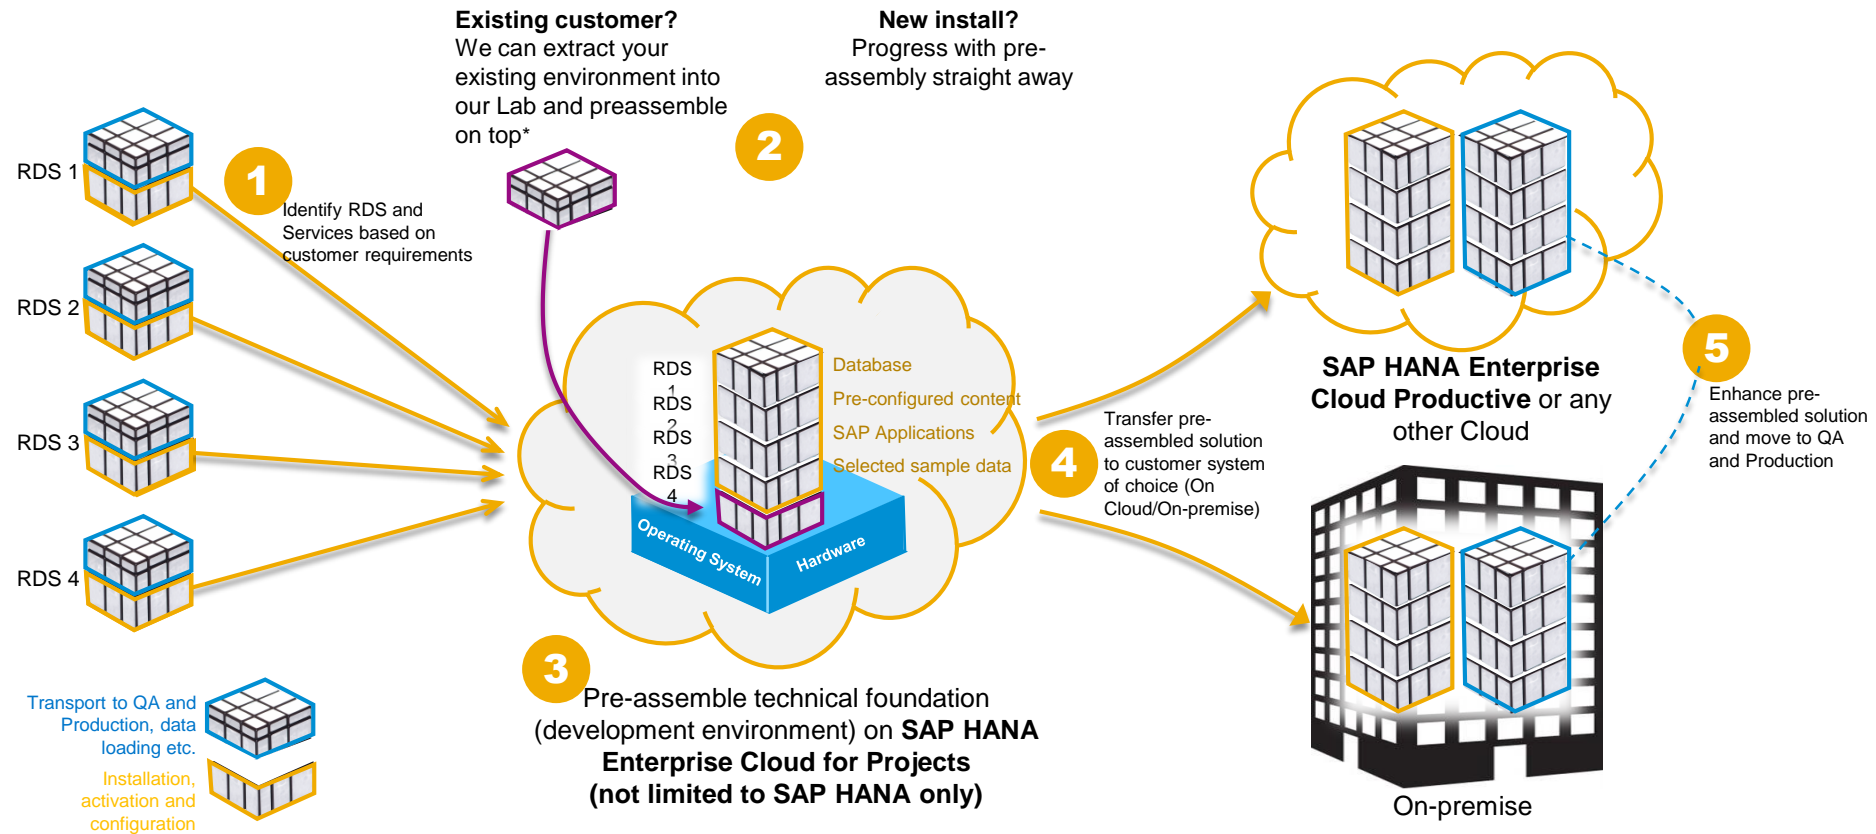 Existing customer?
We can extract your
existing environment into
our Lab and preassemble
on top*
New install?
Progress with pre-
assembly straight away
RDS 1
RDS 2
RDS 3
RDS 4
1
Identify RDS and
Services based on
customer requirements
2
RDS
1
RDS
2
RDS
3
RDS
4
Database
Pre-configured content
SAP Applications
Selected sample data
Operating System
Hardware
3
Pre-assemble technical foundation
(development environment) on SAP HANA
Enterprise Cloud for Projects
(not limited to SAP HANA only)
4
Transfer pre-
assembled solution
to customer system
of choice (On
Cloud/On-premise)
SAP HANA Enterprise
Cloud Productive or any
other Cloud
5
Enhance pre-
assembled solution
and move to QA
and Production
On-premise
Transport to QA and
Production, data
loading etc.
Installation,
activation and
configuration